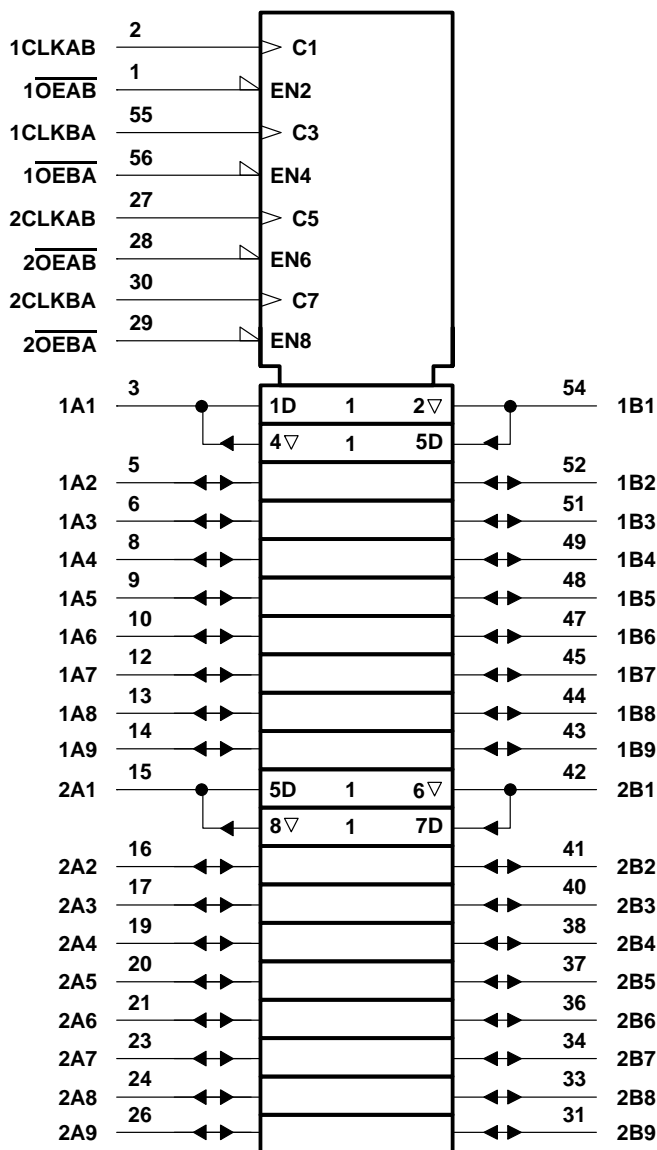 1CLKAB 2 C1
1OEAB 1 EN2
1CLKBA 55 C3
1OEBA 56 EN4
2CLKAB 27 C5
2OEAB 28 EN6
2CLKBA 30 C7
2OEBA 29 EN8
1A1 3 1D 1 2▽ 54 1B1
4▽ 1 5D
1A2 5 52 1B2
1A3 6 51 1B3
1A4 8 49 1B4
1A5 9 48 1B5
1A6 10 47 1B6
1A7 12 45 1B7
1A8 13 44 1B8
1A9 14 43 1B9
2A1 15 5D 1 6▽ 42 2B1
8▽ 1 7D
2A2 16 41 2B2
2A3 17 40 2B3
2A4 19 38 2B4
2A5 20 37 2B5
2A6 21 36 2B6
2A7 23 34 2B7
2A8 24 33 2B8
2A9 26 31 2B9